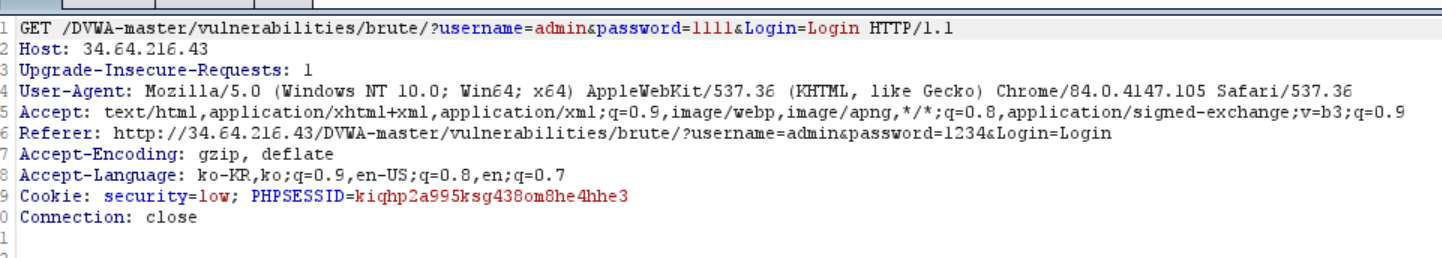 1 GET /DVWA-master/vulnerabilities/brute/?username=admin&password=1111&Login=Login HTTP/1.1
2 Host: 34.64.216.43
3 Upgrade-Insecure-Requests: 1
4 User-Agent: Mozilla/5.0 (Windows NT 10.0; Win64; x64) AppleWebKit/537.36 (KHTML, like Gecko) Chrome/84.0.4147.105 Safari/537.36
5 Accept: text/html,application/xhtml+xml,application/xml;q=0.9,image/webp,image/apng,*/*;q=0.8,application/signed-exchange;v=b3;q=0.9
6 Referer: http://34.64.216.43/DVWA-master/vulnerabilities/brute/?username=admin&password=1234&Login=Login
7 Accept-Encoding: gzip, deflate
8 Accept-Language: ko-KR,ko;q=0.9,en-US;q=0.8,en;q=0.7
9 Cookie: security=low; PHPSESSID=kiqhp2a995ksg438om8he4hhe3
0 Connection: close
1